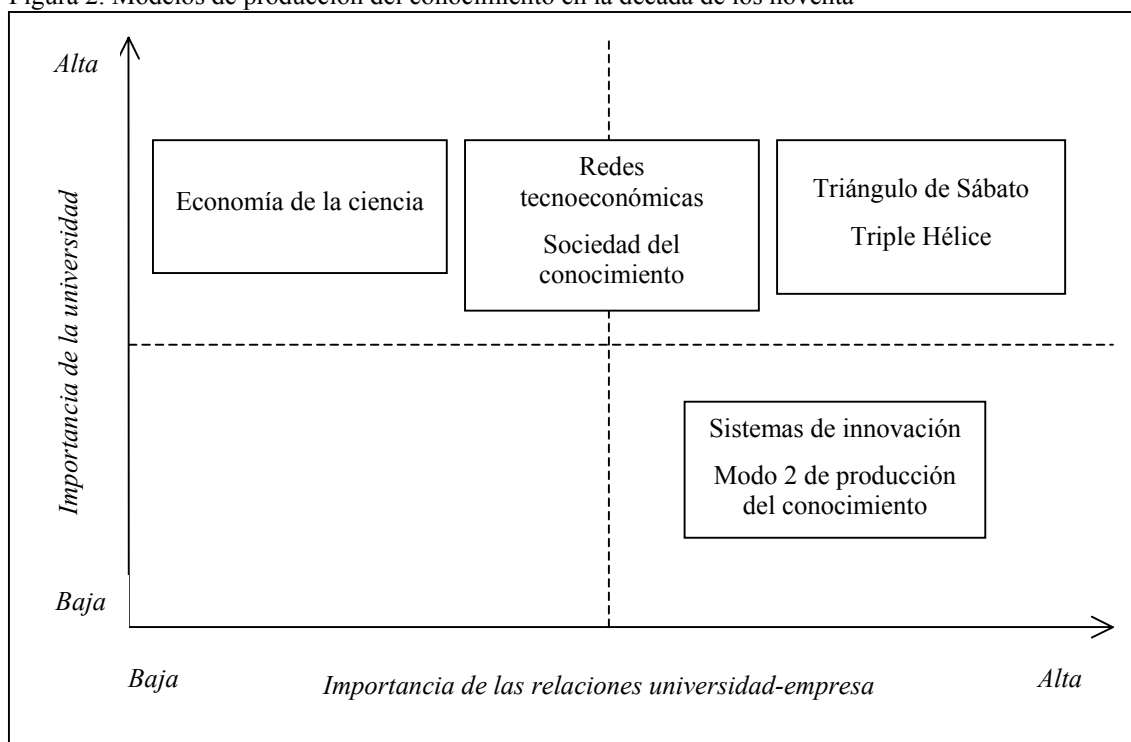 Figura 2. Modelos de producción del conocimiento en la década de los noventa
Alta
Importancia de la universidad
Economía de la ciencia
Redes
tecnoeconómicas
Sociedad del
conocimiento
Triángulo de Sábato
Triple Hélice
Sistemas de innovación
Modo 2 de producción
del conocimiento
Baja
Baja
Importancia de las relaciones universidad-empresa
Alta